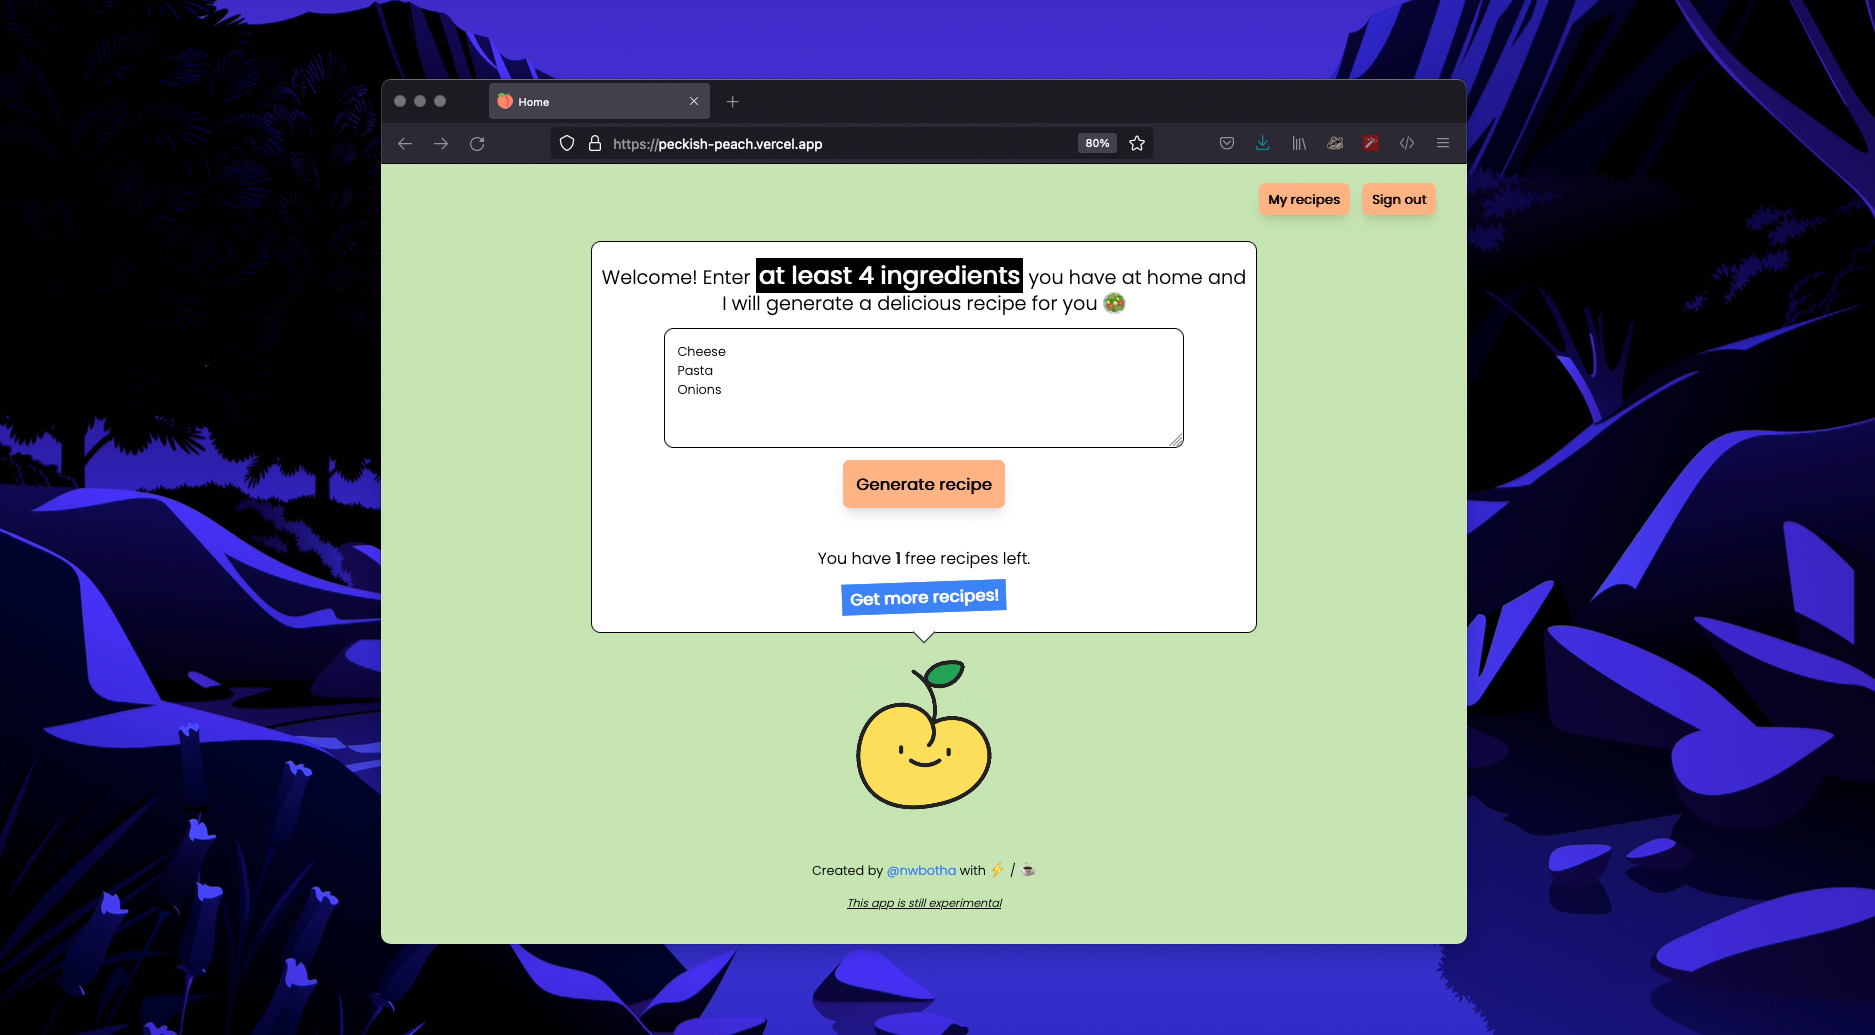 Home
https://peckish-peach.vercel.app
80%
My recipes
Sign out
Welcome! Enter at least 4 ingredients you have at home and
I will generate a delicious recipe for you 🥗
Cheese
Pasta
Onions
Generate recipe
You have 1 free recipes left.
Get more recipes!
Created by @nwbotha with ⚡ / ☕
This app is still experimental